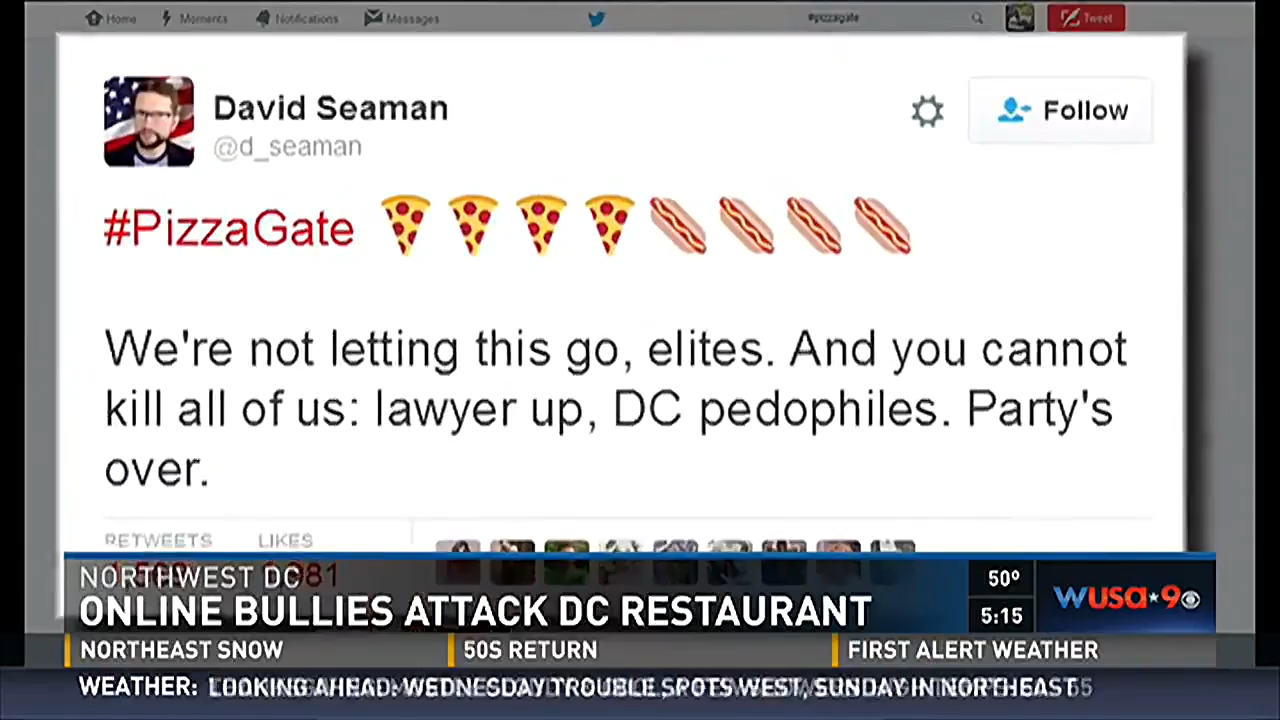 Home Moments Notifications Messages #pizzagate Tweet
David Seaman
@d_seaman
Follow
#PizzaGate 🍕🍕🍕🍕🌭🌭🌭🌭
We're not letting this go, elites. And you cannot
kill all of us: lawyer up, DC pedophiles. Party's
over.
RETWEETS LIKES
NORTHWEST DC
ONLINE BULLIES ATTACK DC RESTAURANT
50°
5:15
WUSA★9
NORTHEAST SNOW 50S RETURN FIRST ALERT WEATHER
WEATHER: LOOKING AHEAD: WEDNESDAY TROUBLE SPOTS WEST, SUNDAY IN NORTHEAST